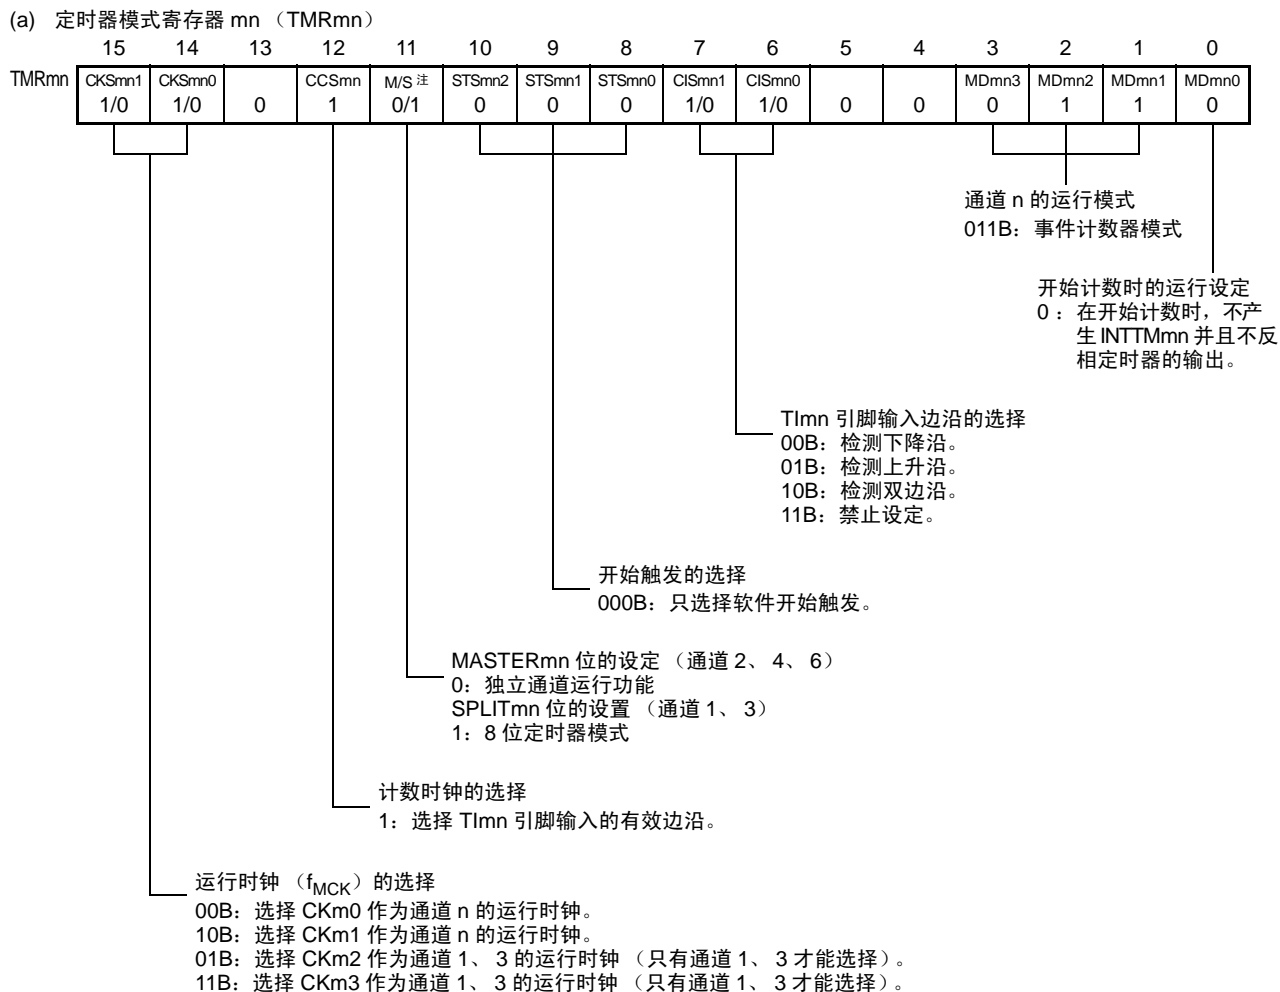 (a) 定时器模式寄存器 mn （TMRmn）
15 14 13 12 11 10 9 8 7 6 5 4 3 2 1 0
TMRmn CKSmn1 CKSmn0 CCSmn M/S 注 STSmn2 STSmn1 STSmn0 CISmn1 CISmn0 MDmn3 MDmn2 MDmn1 MDmn0
1/0 1/0 0 1 0/1 0 0 0 1/0 1/0 0 0 0 1 1 0
通道 n 的运行模式
011B：事件计数器模式
开始计数时的运行设定
0 ：在开始计数时，不产
生 INTTMmn 并且不反
相定时器的输出。
TImn 引脚输入边沿的选择
00B：检测下降沿。
01B：检测上升沿。
10B：检测双边沿。
11B：禁止设定。
开始触发的选择
000B：只选择软件开始触发。
MASTERmn 位的设定 （通道 2、 4、 6）
0：独立通道运行功能
SPLITmn 位的设置 （通道 1、 3）
1：8 位定时器模式
计数时钟的选择
1：选择 TImn 引脚输入的有效边沿。
运行时钟 （fMCK）的选择
00B：选择 CKm0 作为通道 n 的运行时钟。
10B：选择 CKm1 作为通道 n 的运行时钟。
01B：选择 CKm2 作为通道 1、 3 的运行时钟 （只有通道 1、 3 才能选择）。
11B：选择 CKm3 作为通道 1、 3 的运行时钟 （只有通道 1、 3 才能选择）。